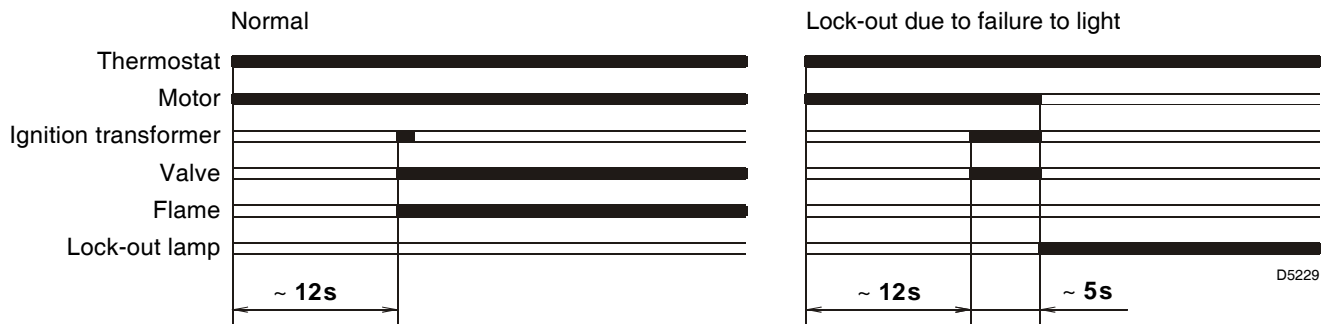 Normal
Lock-out due to failure to light
Thermostat
Motor
Ignition transformer
Valve
Flame
Lock-out lamp
D5229
~ 12s
~ 12s
~ 5s